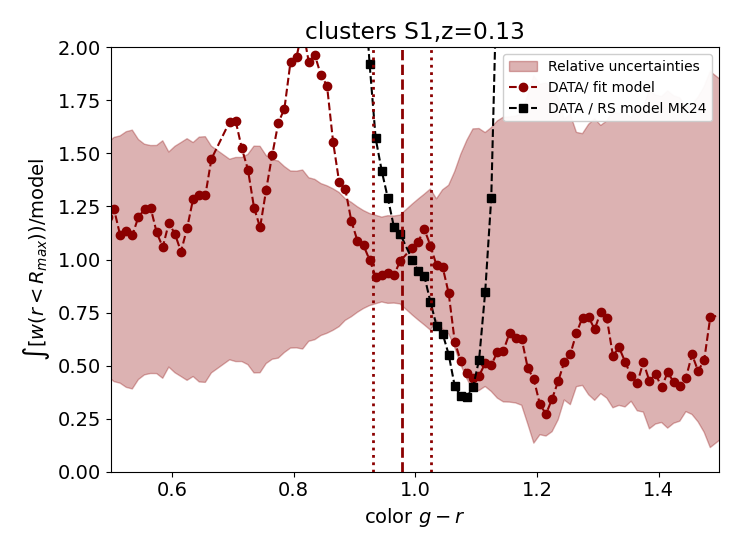 clusters S1,z=0.13
2.00
1.75
1.50
1.25
1.00
0.75
0.50
0.25
0.00
∫[w(r < R_{max}))/model
Relative uncertainties
DATA/ fit model
DATA / RS model MK24
0.6 0.8 1.0 1.2 1.4
color g − r